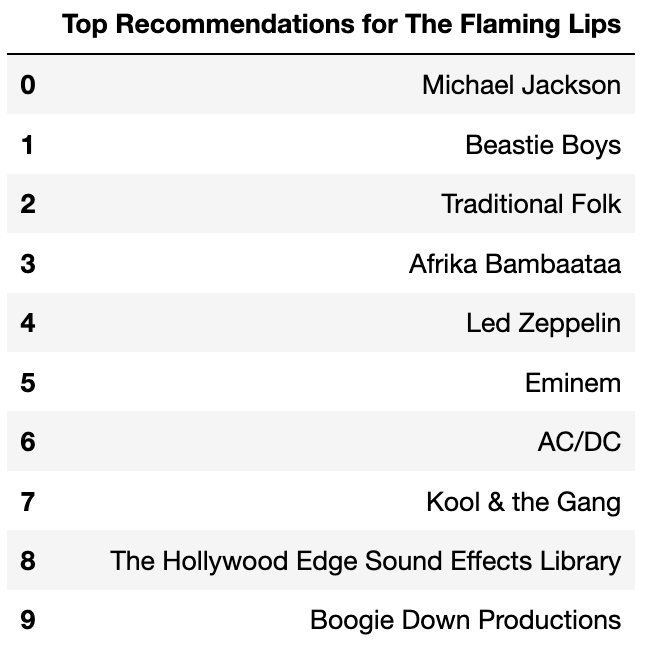 Top Recommendations for The Flaming Lips
0 Michael Jackson
1 Beastie Boys
2 Traditional Folk
3 Afrika Bambaataa
4 Led Zeppelin
5 Eminem
6 AC/DC
7 Kool & the Gang
8 The Hollywood Edge Sound Effects Library
9 Boogie Down Productions